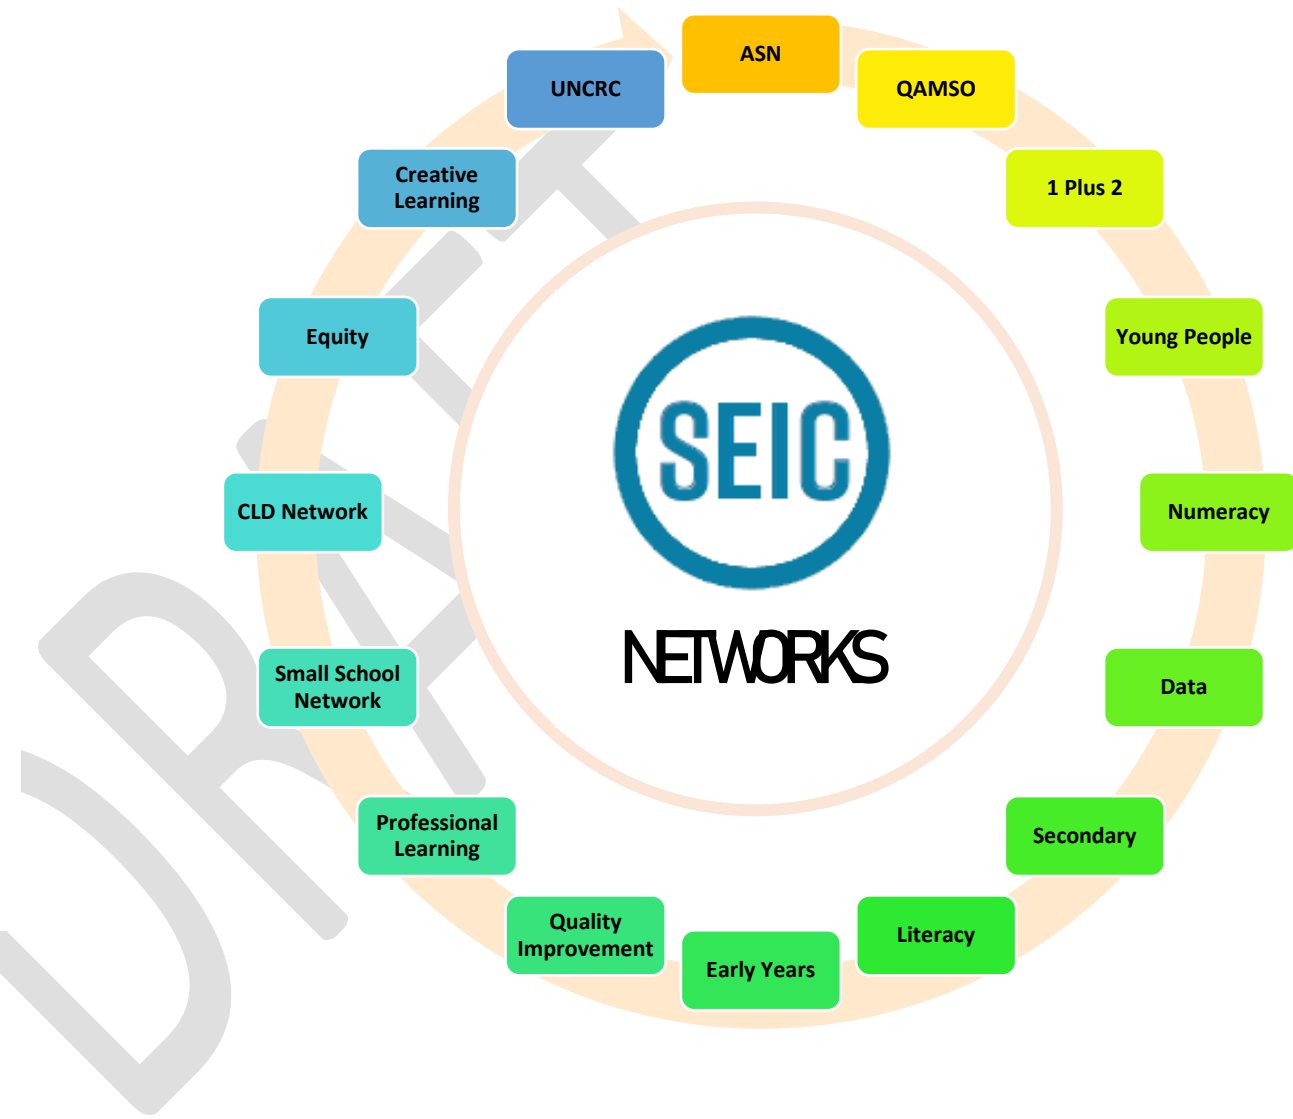 ASN
QAMSO
1 Plus 2
Young People
Numeracy
Data
Secondary
Literacy
Early Years
Quality
Improvement
Professional
Learning
Small School
Network
CLD Network
Equity
Creative
Learning
UNCRC
SEIC
NETWORKS
DRAFT